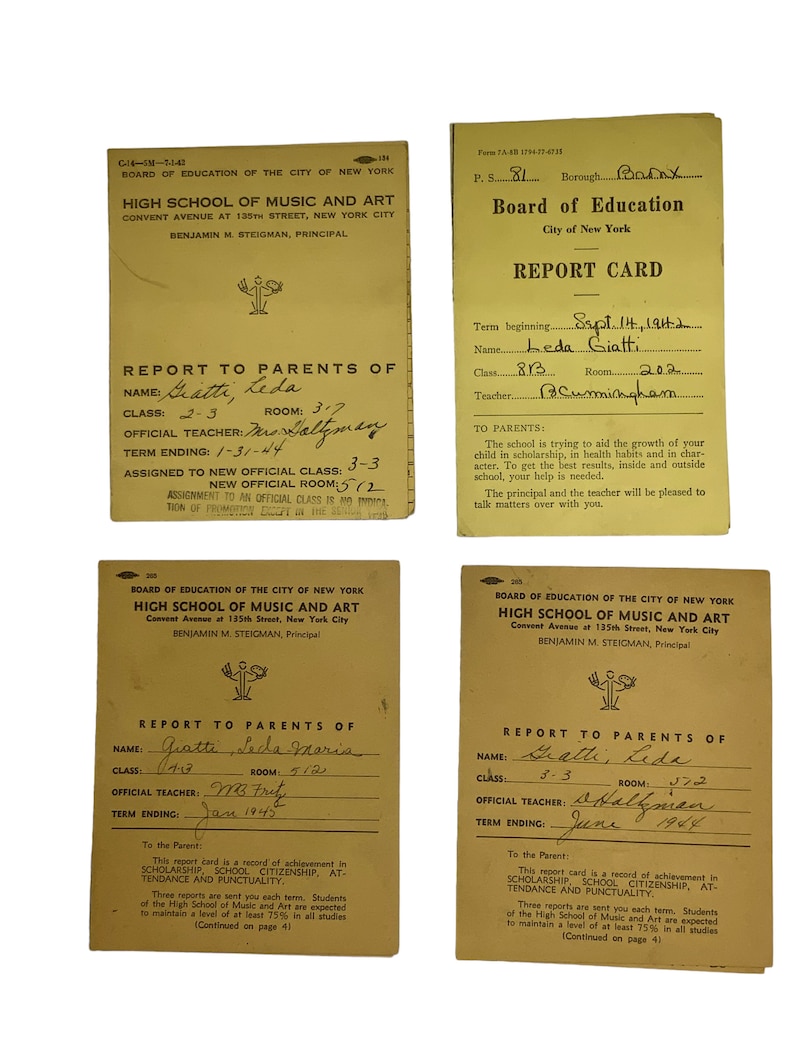 C-14—5M—7-1-42 134
BOARD OF EDUCATION OF THE CITY OF NEW YORK
HIGH SCHOOL OF MUSIC AND ART
CONVENT AVENUE AT 135TH STREET, NEW YORK CITY
BENJAMIN M. STEIGMAN, PRINCIPAL
REPORT TO PARENTS OF
NAME: Giatti, Leda
CLASS: 2-3 ROOM: 3-7
OFFICIAL TEACHER: Mrs. Holtzman
TERM ENDING: 1-31-44
ASSIGNED TO NEW OFFICIAL CLASS: 3-3
NEW OFFICIAL ROOM: 512
ASSIGNMENT TO AN OFFICIAL CLASS IS NO INDICA-
TION OF PROMOTION EXCEPT IN THE SENIOR
Form 7A-8B 1794-77-6735
P. S. 81 Borough Bronx
Board of Education
City of New York
REPORT CARD
Term beginning Sept. 14, 1942
Name Leda Giatti
Class 8B Room 202
Teacher B Cunningham
TO PARENTS:
The school is trying to aid the growth of your
child in scholarship, in health habits and in char-
acter. To get the best results, inside and outside
school, your help is needed.
The principal and the teacher will be pleased to
talk matters over with you.
265
BOARD OF EDUCATION OF THE CITY OF NEW YORK
HIGH SCHOOL OF MUSIC AND ART
Convent Avenue at 135th Street, New York City
BENJAMIN M. STEIGMAN, Principal
REPORT TO PARENTS OF
NAME: Giatti, Leda-Maria
CLASS: 4-3 ROOM: 512
OFFICIAL TEACHER: WB Fritz
TERM ENDING: Jan 1945
To the Parent:
This report card is a record of achievement in
SCHOLARSHIP, SCHOOL CITIZENSHIP, AT-
TENDANCE AND PUNCTUALITY.
Three reports are sent you each term. Students
of the High School of Music and Art are expected
to maintain a level of at least 75% in all studies
(Continued on page 4)
265
BOARD OF EDUCATION OF THE CITY OF NEW YORK
HIGH SCHOOL OF MUSIC AND ART
Convent Avenue at 135th Street, New York City
BENJAMIN M. STEIGMAN, Principal
REPORT TO PARENTS OF
NAME: Giatti, Leda
CLASS: 3-3 ROOM: 512
OFFICIAL TEACHER: D Holtzman
TERM ENDING: June 1944
To the Parent:
This report card is a record of achievement in
SCHOLARSHIP, SCHOOL CITIZENSHIP, AT-
TENDANCE AND PUNCTUALITY.
Three reports are sent you each term. Students
of the High School of Music and Art are expected
to maintain a level of at least 75% in all studies
(Continued on page 4)